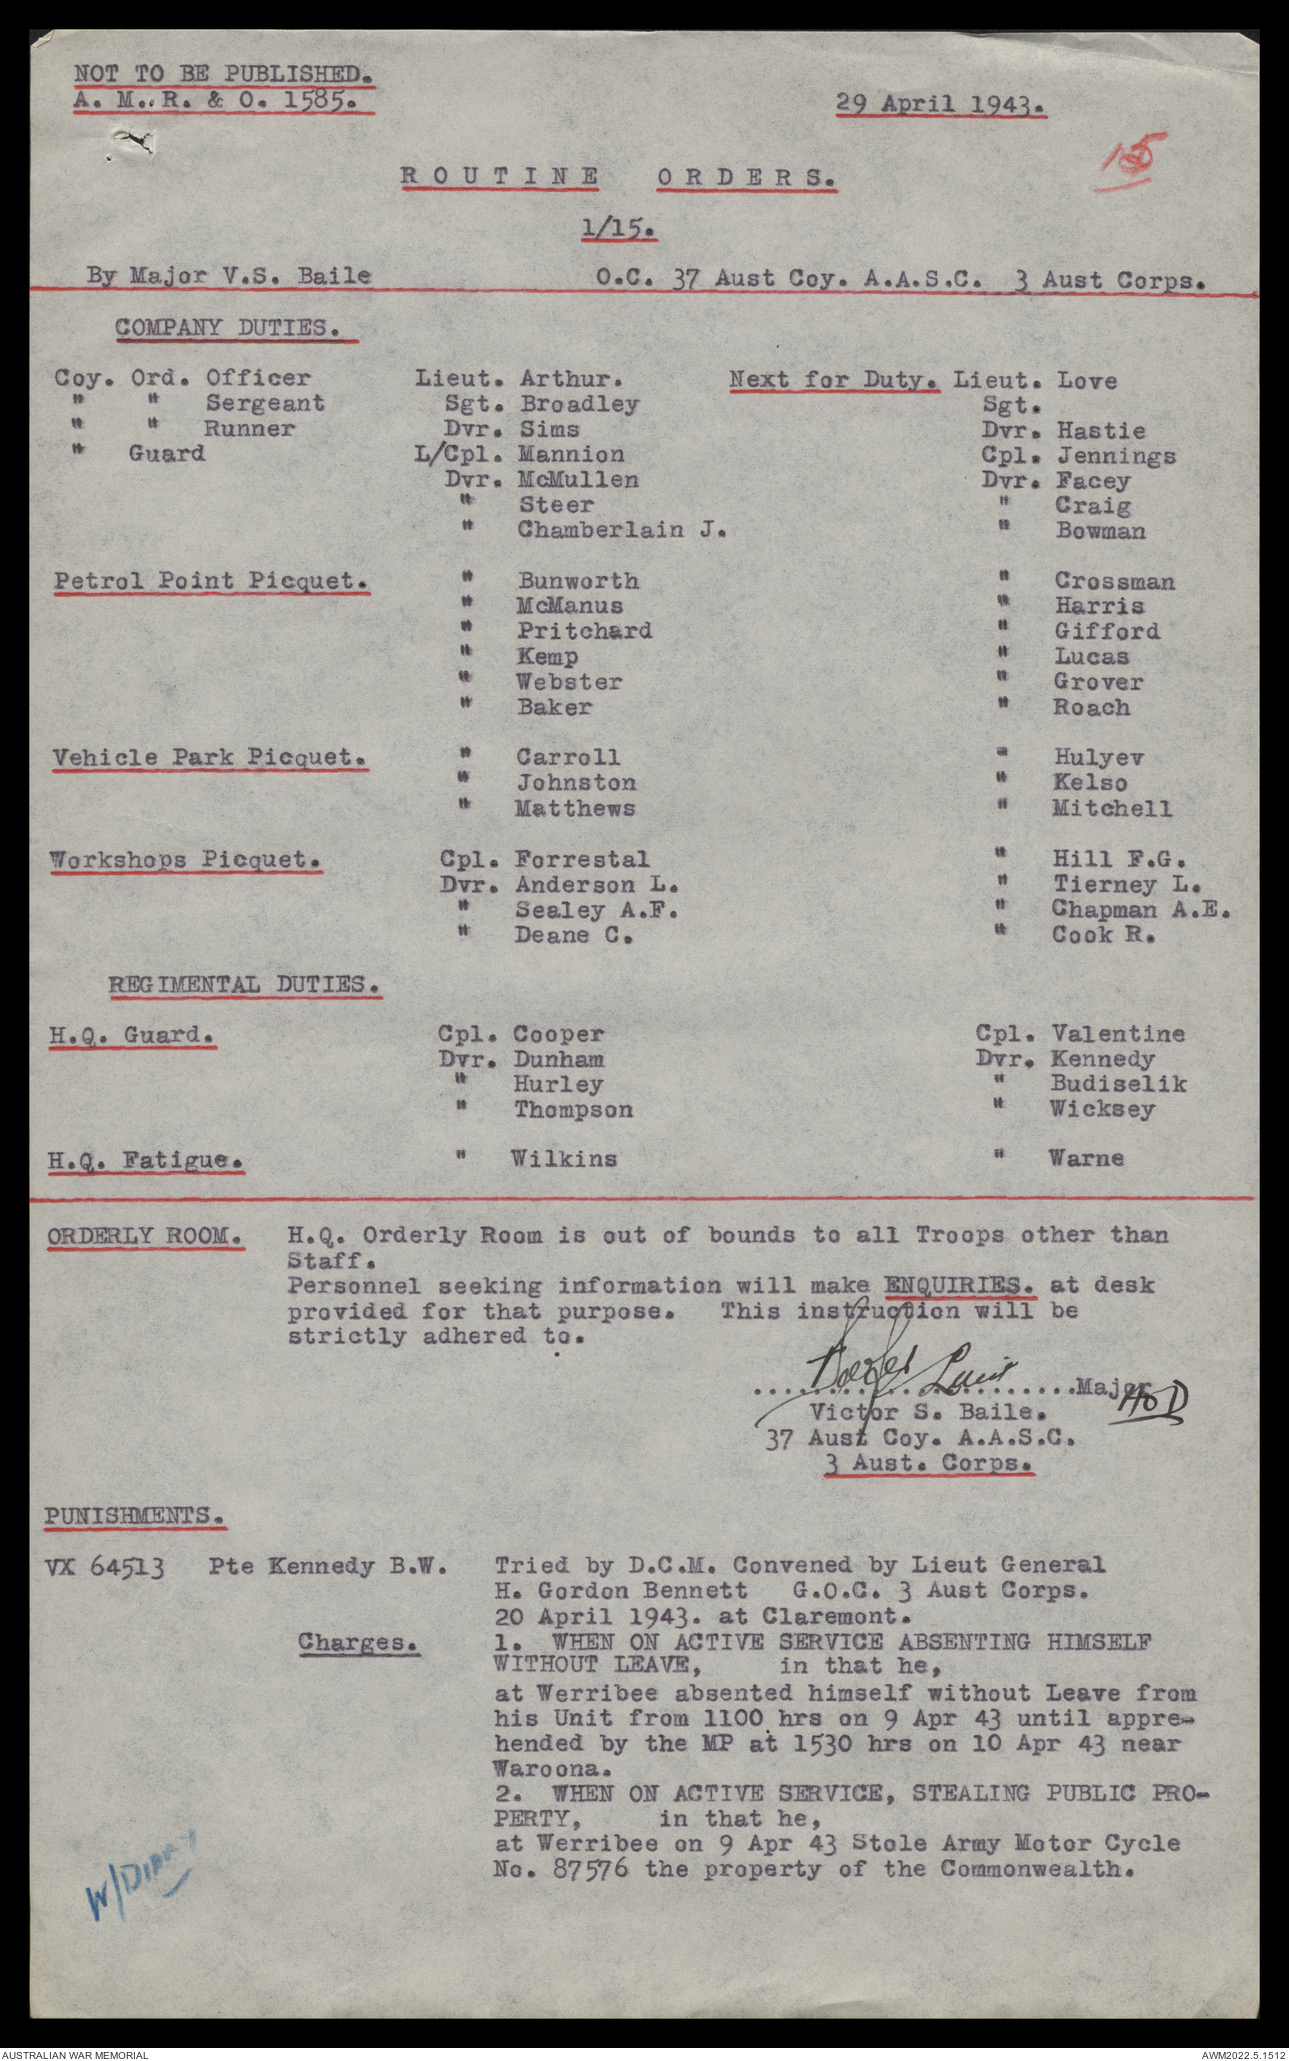 NOT TO BE PUBLISHED.
A. M. R. & O. 1585.
29 April 1943.
ROUTINE ORDERS.
1/15.
By Major V.S. Baile O.C. 37 Aust Coy. A.A.S.C. 3 Aust Corps.
COMPANY DUTIES.
Coy. Ord. Officer Lieut. Arthur. Next for Duty. Lieut. Love
" " Sergeant Sgt. Broadley Sgt.
" " Runner Dvr. Sims Dvr. Hastie
" Guard L/Cpl. Mannion Cpl. Jennings
Dvr. McMullen Dvr. Facey
" Steer " Craig
" Chamberlain J. " Bowman
Petrol Point Picquet. " Bunworth " Crossman
" McManus " Harris
" Pritchard " Gifford
" Kemp " Lucas
" Webster " Grover
" Baker " Roach
Vehicle Park Picquet. " Carroll " Hulyev
" Johnston " Kelso
" Matthews " Mitchell
Workshops Picquet. Cpl. Forrestal " Hill F.G.
Dvr. Anderson L. " Tierney L.
" Sealey A.F. " Chapman A.E.
" Deane C. " Cook R.
REGIMENTAL DUTIES.
H.Q. Guard. Cpl. Cooper Cpl. Valentine
Dvr. Dunham Dvr. Kennedy
" Hurley " Budiselik
" Thompson " Wicksey
H.Q. Fatigue. " Wilkins " Warne
ORDERLY ROOM. H.Q. Orderly Room is out of bounds to all Troops other than
Staff.
Personnel seeking information will make ENQUIRIES. at desk
provided for that purpose. This instruction will be
strictly adhered to.
..........................Major
Victor S. Baile.
37 Aust Coy. A.A.S.C.
3 Aust. Corps.
PUNISHMENTS.
VX 64513 Pte Kennedy B.W. Tried by D.C.M. Convened by Lieut General
H. Gordon Bennett G.O.C. 3 Aust Corps.
20 April 1943. at Claremont.
Charges. 1. WHEN ON ACTIVE SERVICE ABSENTING HIMSELF
WITHOUT LEAVE, in that he,
at Werribee absented himself without Leave from
his Unit from 1100 hrs on 9 Apr 43 until appre-
hended by the MP at 1530 hrs on 10 Apr 43 near
Waroona.
2. WHEN ON ACTIVE SERVICE, STEALING PUBLIC PRO-
PERTY, in that he,
at Werribee on 9 Apr 43 Stole Army Motor Cycle
No. 87576 the property of the Commonwealth.
W/DIARY
AUSTRALIAN WAR MEMORIAL
AWM2022.5.1512